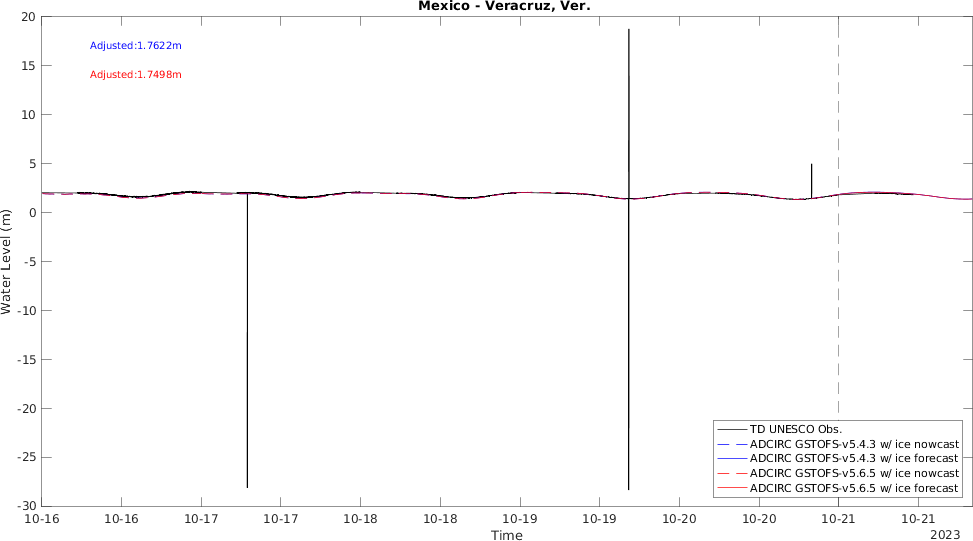 Mexico - Veracruz, Ver.
20
Adjusted:1.7622m
15
Adjusted:1.7498m
10
5
0
-5
-10
-15
-20
-25
-30
Water Level (m)
TD UNESCO Obs.
ADCIRC GSTOFS-v5.4.3 w/ ice nowcast
ADCIRC GSTOFS-v5.4.3 w/ ice forecast
ADCIRC GSTOFS-v5.6.5 w/ ice nowcast
ADCIRC GSTOFS-v5.6.5 w/ ice forecast
10-16 10-16 10-17 10-17 10-18 10-18 10-19 10-19 10-20 10-20 10-21 10-21
Time
2023